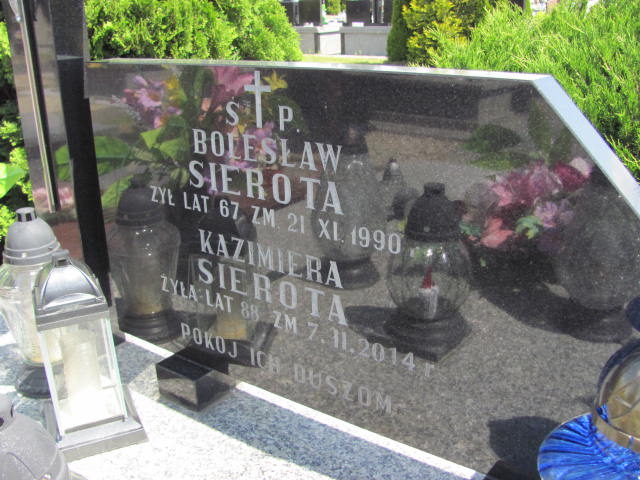 Ś P.
BOLESŁAW
SIEROTA
ŻYŁ LAT 67 ZM. 21 XI. 1990
KAZIMIERA
SIEROTA
ŻYŁA LAT 88 ZM 7.11.2014 r
POKÓJ ICH DUSZOM